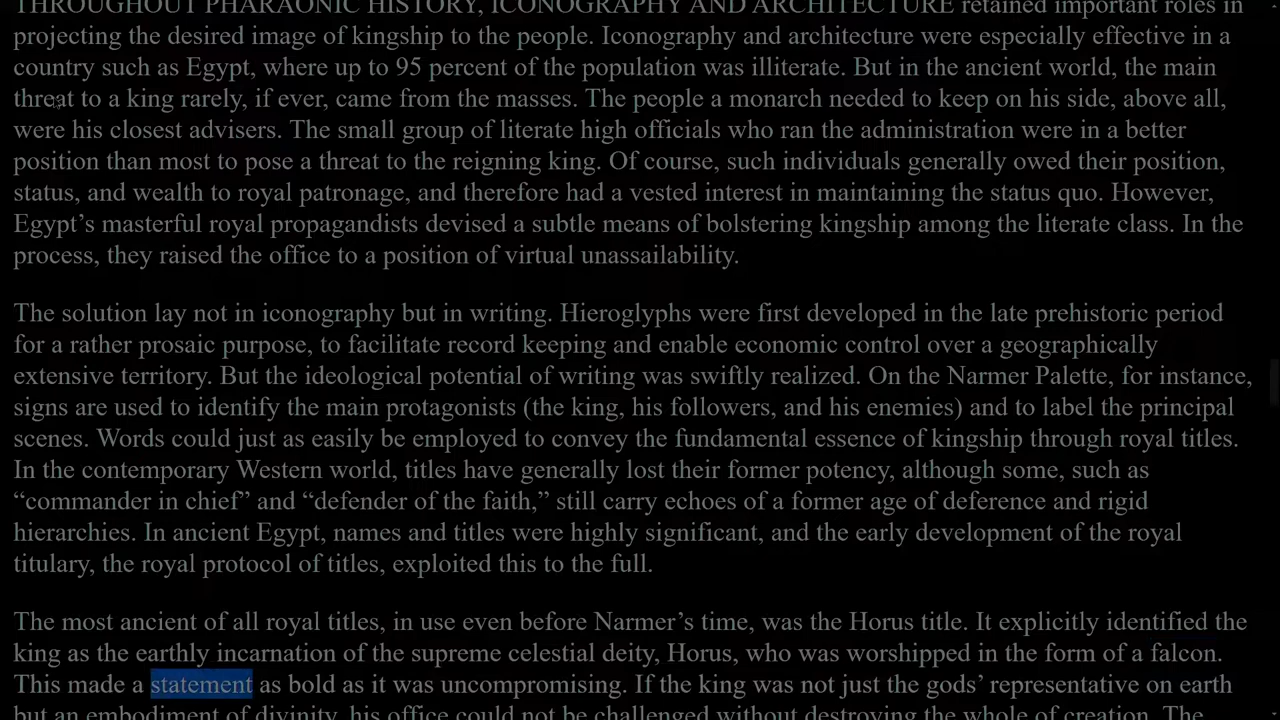 THROUGHOUT PHARAONIC HISTORY, ICONOGRAPHY AND ARCHITECTURE retained important roles in
projecting the desired image of kingship to the people. Iconography and architecture were especially effective in a
country such as Egypt, where up to 95 percent of the population was illiterate. But in the ancient world, the main
threat to a king rarely, if ever, came from the masses. The people a monarch needed to keep on his side, above all,
were his closest advisers. The small group of literate high officials who ran the administration were in a better
position than most to pose a threat to the reigning king. Of course, such individuals generally owed their position,
status, and wealth to royal patronage, and therefore had a vested interest in maintaining the status quo. However,
Egypt’s masterful royal propagandists devised a subtle means of bolstering kingship among the literate class. In the
process, they raised the office to a position of virtual unassailability.
The solution lay not in iconography but in writing. Hieroglyphs were first developed in the late prehistoric period
for a rather prosaic purpose, to facilitate record keeping and enable economic control over a geographically
extensive territory. But the ideological potential of writing was swiftly realized. On the Narmer Palette, for instance,
signs are used to identify the main protagonists (the king, his followers, and his enemies) and to label the principal
scenes. Words could just as easily be employed to convey the fundamental essence of kingship through royal titles.
In the contemporary Western world, titles have generally lost their former potency, although some, such as
“commander in chief” and “defender of the faith,” still carry echoes of a former age of deference and rigid
hierarchies. In ancient Egypt, names and titles were highly significant, and the early development of the royal
titulary, the royal protocol of titles, exploited this to the full.
The most ancient of all royal titles, in use even before Narmer’s time, was the Horus title. It explicitly identified the
king as the earthly incarnation of the supreme celestial deity, Horus, who was worshipped in the form of a falcon.
This made a statement as bold as it was uncompromising. If the king was not just the gods’ representative on earth
but an embodiment of divinity, his office could not be challenged without destroying the whole of creation. The